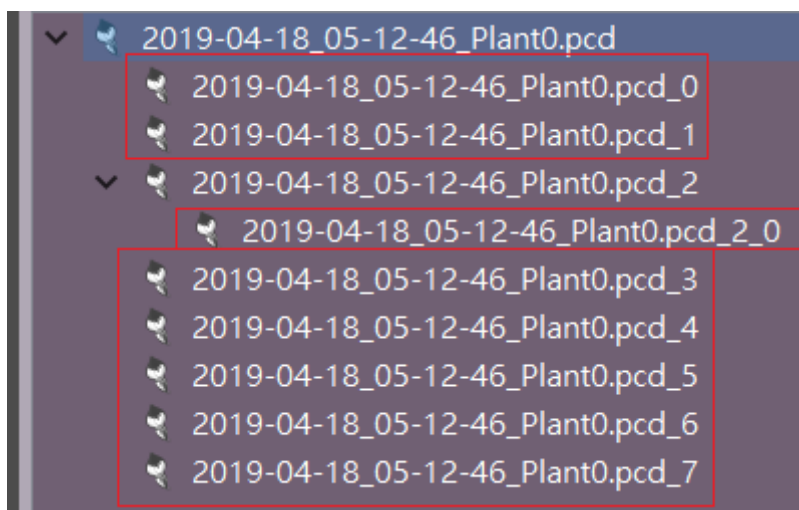 2019-04-18_05-12-46_Plant0.pcd
2019-04-18_05-12-46_Plant0.pcd_0
2019-04-18_05-12-46_Plant0.pcd_1
2019-04-18_05-12-46_Plant0.pcd_2
2019-04-18_05-12-46_Plant0.pcd_2_0
2019-04-18_05-12-46_Plant0.pcd_3
2019-04-18_05-12-46_Plant0.pcd_4
2019-04-18_05-12-46_Plant0.pcd_5
2019-04-18_05-12-46_Plant0.pcd_6
2019-04-18_05-12-46_Plant0.pcd_7